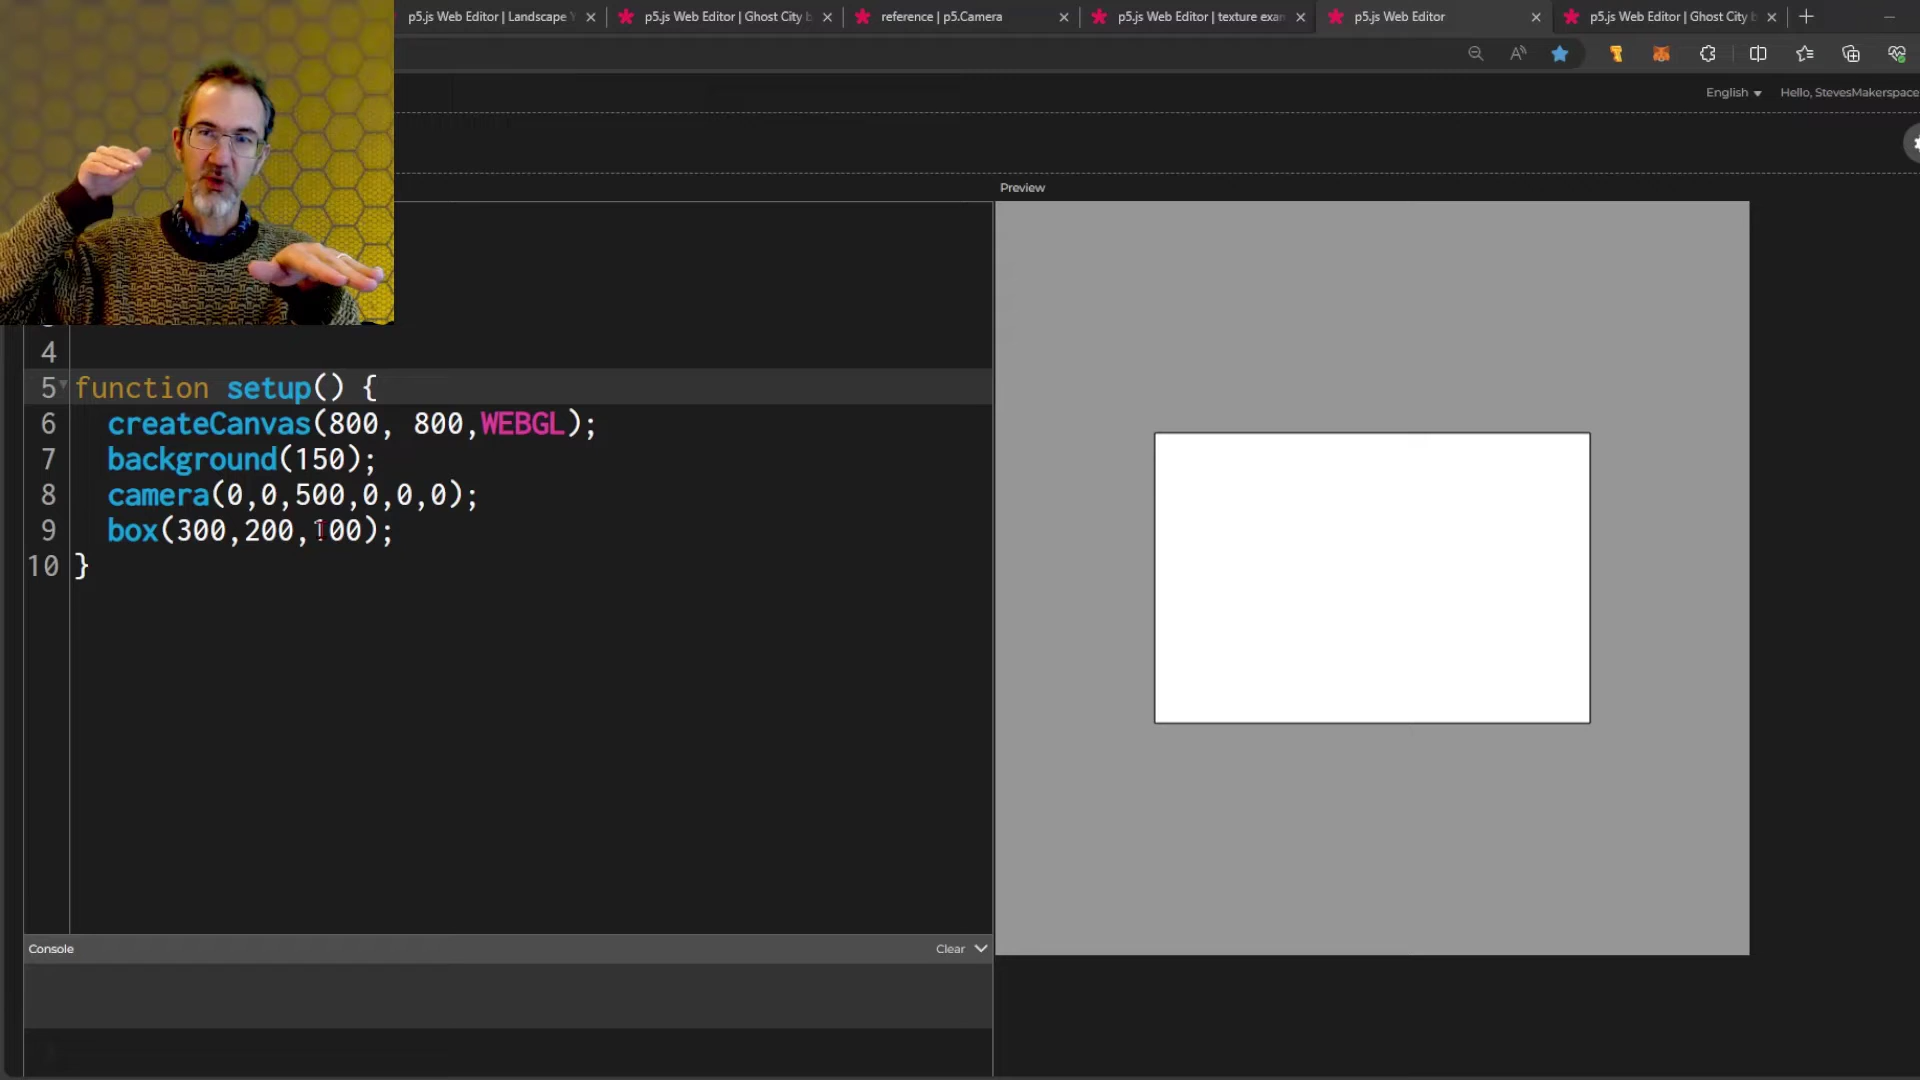 p5.js Web Editor | Landscape
p5.js Web Editor | Ghost City b
reference | p5.Camera
p5.js Web Editor | texture exam
p5.js Web Editor
p5.js Web Editor | Ghost City b
English
Hello, StevesMakerspace
Preview
4
5 function setup() {
6 createCanvas(800, 800,WEBGL);
7 background(150);
8 camera(0,0,500,0,0,0);
9 box(300,200,100);
10 }
Console
Clear